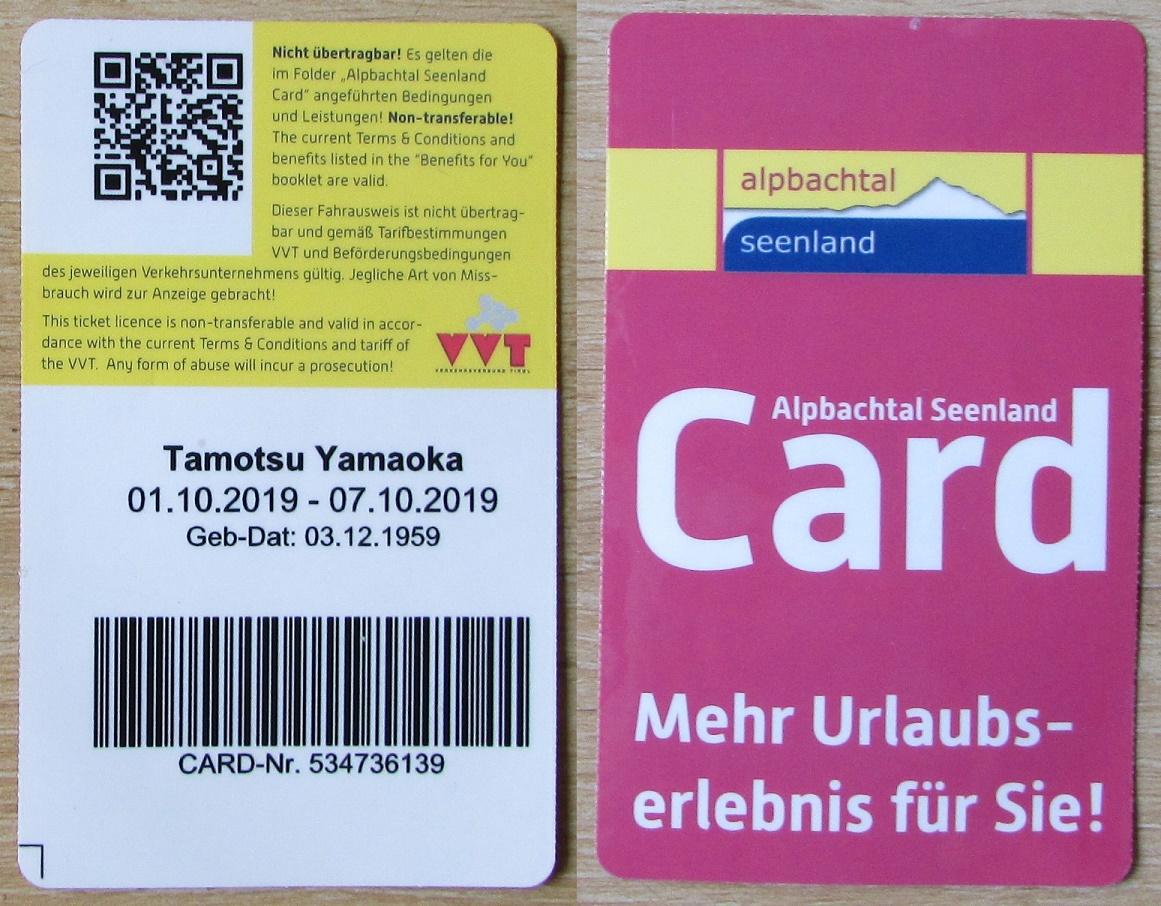 Nicht übertragbar! Es gelten die
im Folder „Alpbachtal Seenland
Card" angeführten Bedingungen
und Leistungen! Non-transferable!
The current Terms & Conditions and
benefits listed in the "Benefits for You"
booklet are valid.
Dieser Fahrausweis ist nicht übertrag-
bar und gemäß Tarifbestimmungen
VVT und Beförderungsbedingungen
des jeweiligen Verkehrsunternehmens gültig. Jegliche Art von Miss-
brauch wird zur Anzeige gebracht!
This ticket licence is non-transferable and valid in accor-
dance with the current Terms & Conditions and tariff of
the VVT. Any form of abuse will incur a prosecution!
VVT
VERKEHRSVERBUND TIROL
Tamotsu Yamaoka
01.10.2019 - 07.10.2019
Geb-Dat: 03.12.1959
CARD-Nr. 534736139
alpbachtal
seenland
Alpbachtal Seenland
Card
Mehr Urlaubs-
erlebnis für Sie!